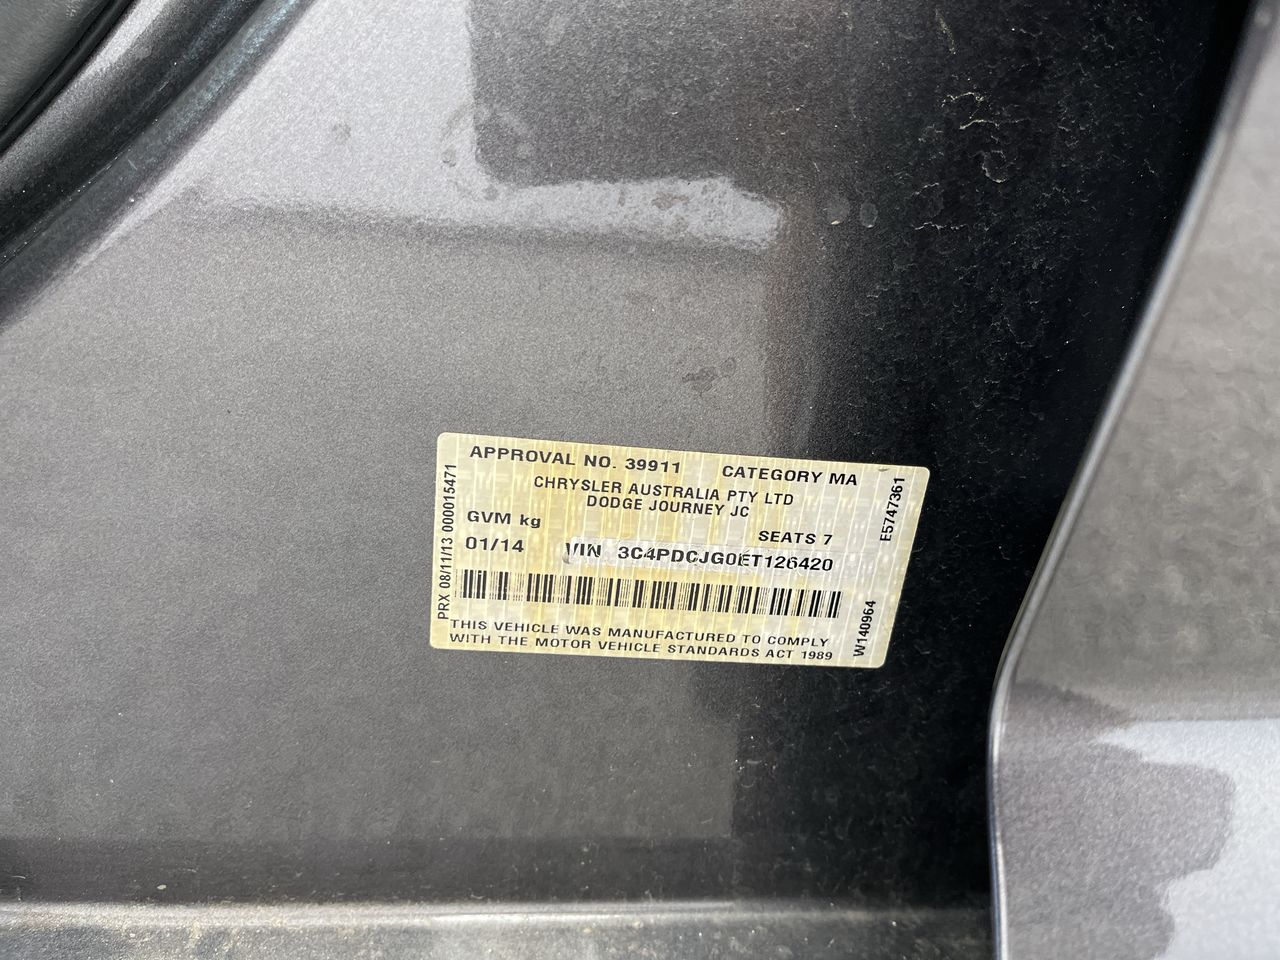 APPROVAL NO. 39911 CATEGORY MA
CHRYSLER AUSTRALIA PTY LTD
DODGE JOURNEY JC
GVM kg
SEATS 7
01/14 VIN 3C4PDCJG0ET126420
THIS VEHICLE WAS MANUFACTURED TO COMPLY
WITH THE MOTOR VEHICLE STANDARDS ACT 1989
PRX 08/11/13 000015471
E5747361
W140964